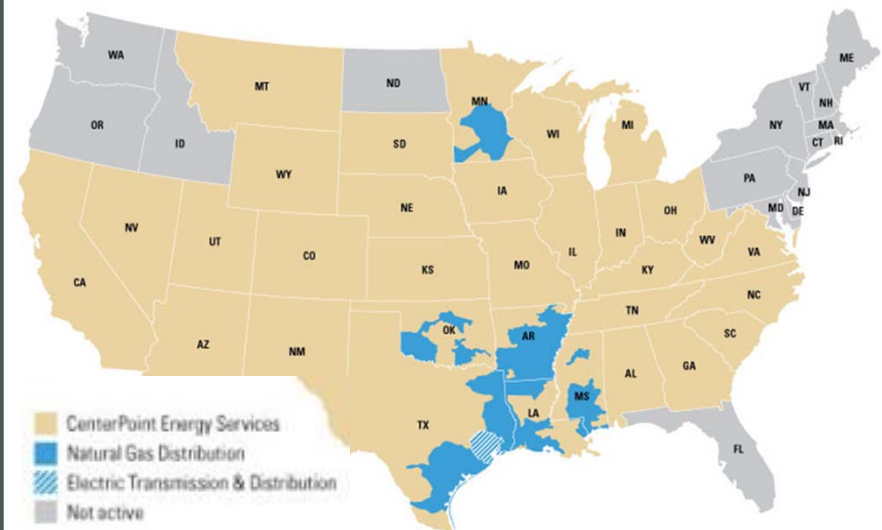 WA
MT
ND
MN
ME
VT
NH
OR
ID
SD
WI
MI
NY
MA
CT
RI
WY
IA
PA
NJ
NV
NE
OH
MD
DE
UT
CO
IL
IN
WV
VA
CA
KS
MO
KY
NC
AZ
NM
OK
AR
TN
SC
TX
LA
MS
AL
GA
FL
CenterPoint Energy Services
Natural Gas Distribution
Electric Transmission & Distribution
Not active